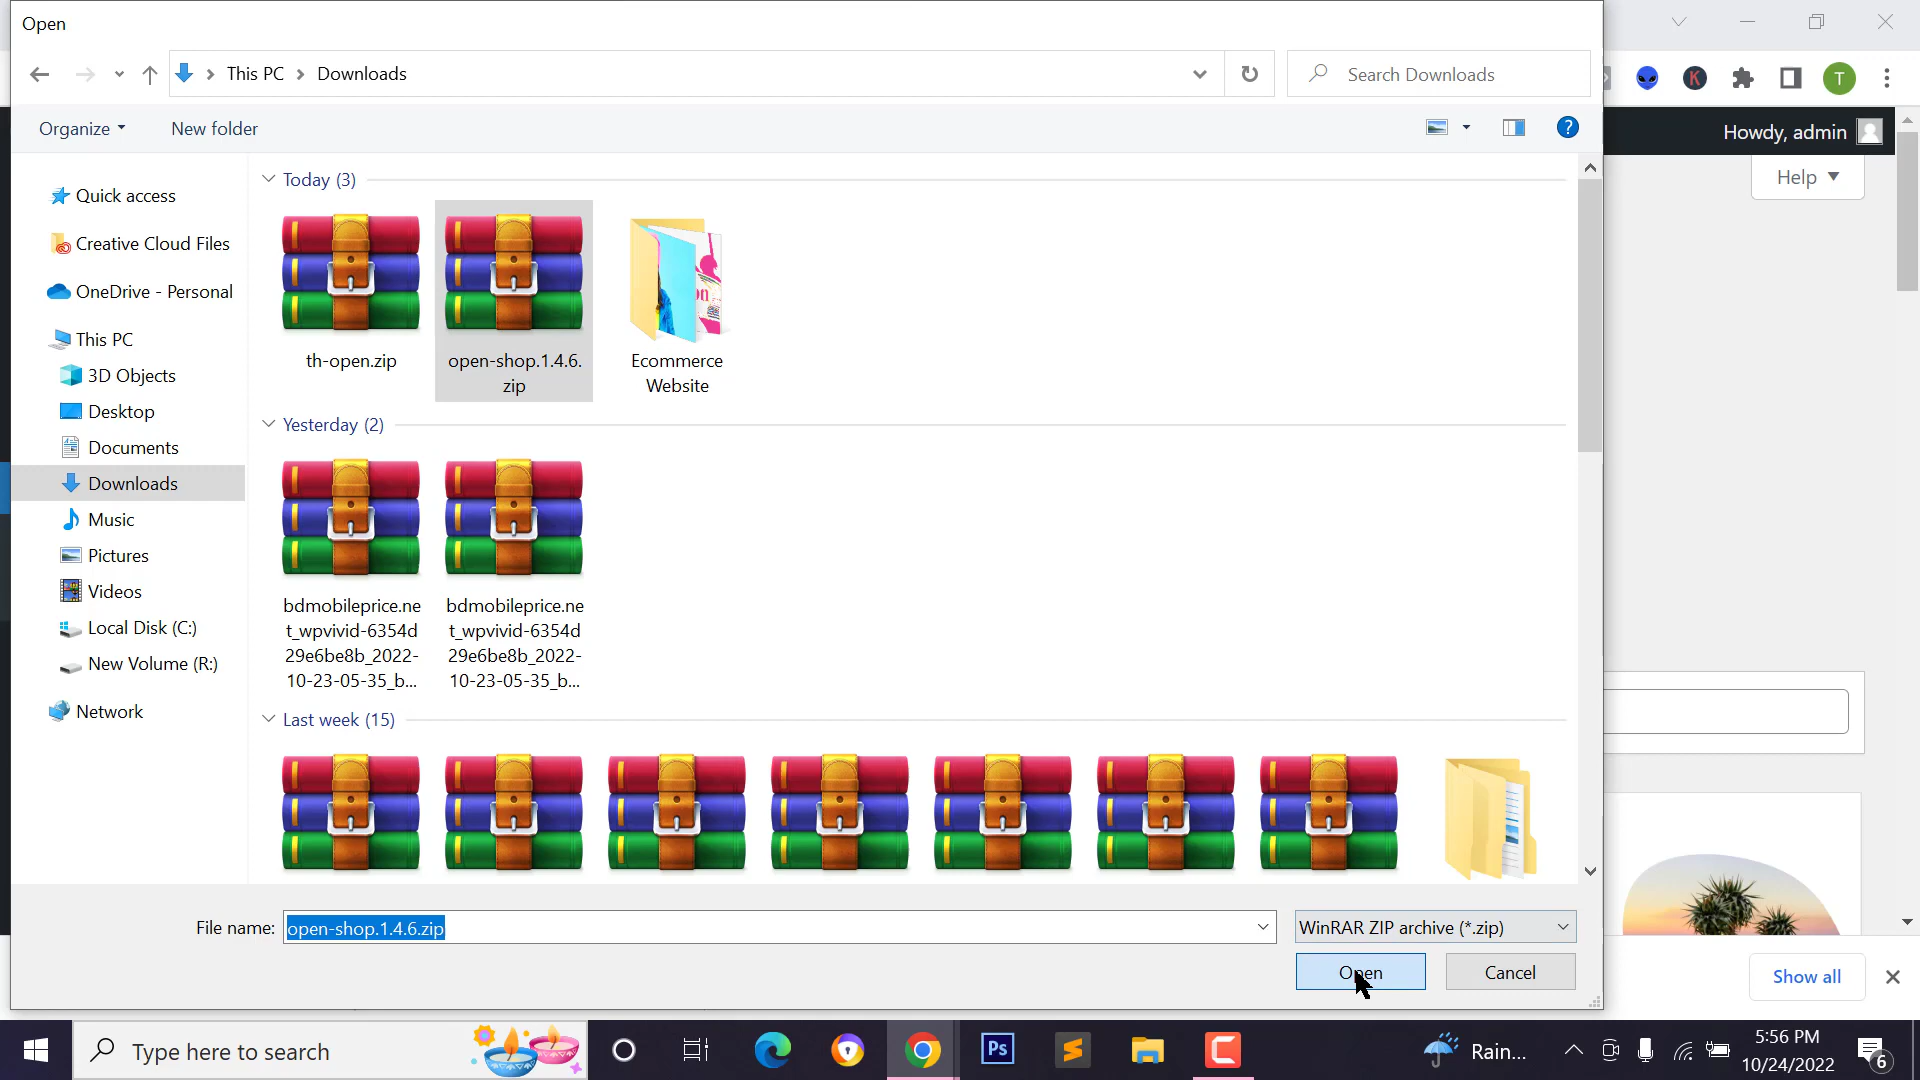 Open
This PC > Downloads
Search Downloads
Organize
New folder
Howdy, admin
Help
Quick access
Creative Cloud Files
OneDrive - Personal
This PC
3D Objects
Desktop
Documents
Downloads
Music
Pictures
Videos
Local Disk (C:)
New Volume (R:)
Network
Today (3)
th-open.zip
open-shop.1.4.6.
zip
Ecommerce
Website
Yesterday (2)
bdmobileprice.ne
t_wpvivid-6354d
29e6be8b_2022-
10-23-05-35_b...
bdmobileprice.ne
t_wpvivid-6354d
29e6be8b_2022-
10-23-05-35_b...
Last week (15)
File name:
open-shop.1.4.6.zip
WinRAR ZIP archive (*.zip)
Open
Cancel
Show all
Type here to search
Ps
Rain...
5:56 PM
10/24/2022
6
K
T